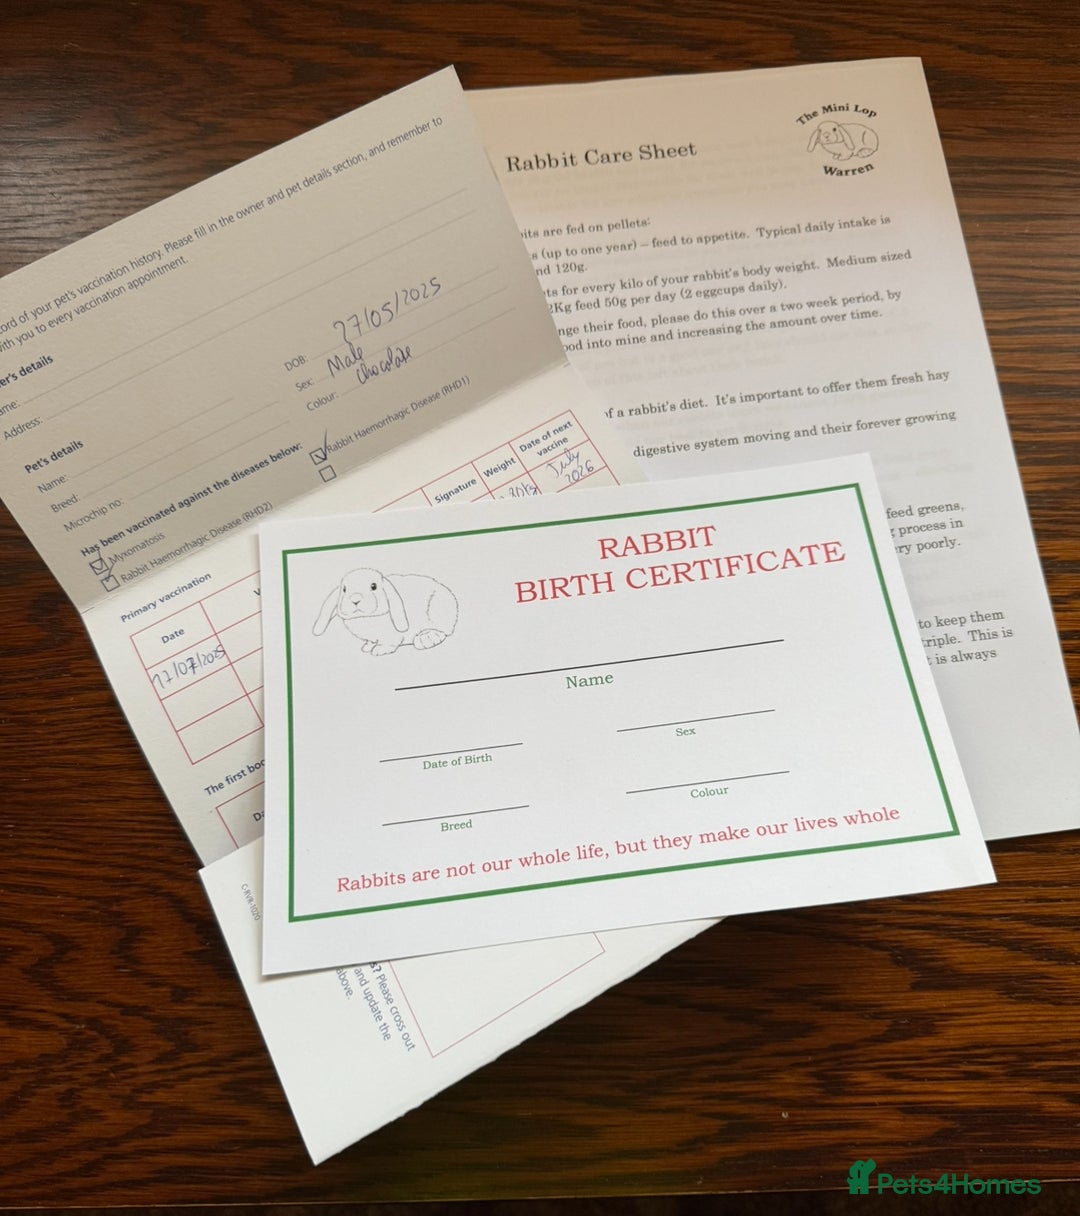 cord of your pet's vaccination history. Please fill in the owner and pet details section, and remember to
with you to every vaccination appointment.
er's details
ame:
Address:
Pet's details
Name:
Breed:
Microchip no:
DOB: 27/05/2025
Sex: Male
Colour: Chocolate
Has been vaccinated against the diseases below:
Rabbit Haemorrhagic Disease (RHD1)
Myxomatosis
Rabbit Haemorrhagic Disease (RHD2)
Primary vaccination
Date
V
Signature
Weight
Date of next
vaccine
17/07/2025
July
2026
The first boo
Da
C-RVR-1020
s? Please cross out
and update the
above.
The Mini Lop
Warren
Rabbit Care Sheet
bits are fed on pellets:
s (up to one year) – feed to appetite. Typical daily intake is
nd 120g.
ts for every kilo of your rabbit's body weight. Medium sized
2Kg feed 50g per day (2 eggcups daily).
nge their food, please do this over a two week period, by
ood into mine and increasing the amount over time.
of a rabbit's diet. It's important to offer them fresh hay
digestive system moving and their forever growing
feed greens,
g process in
ry poorly.
to keep them
triple. This is
t is always
RABBIT
BIRTH CERTIFICATE
Name
Date of Birth
Sex
Breed
Colour
Rabbits are not our whole life, but they make our lives whole
Pets4Homes